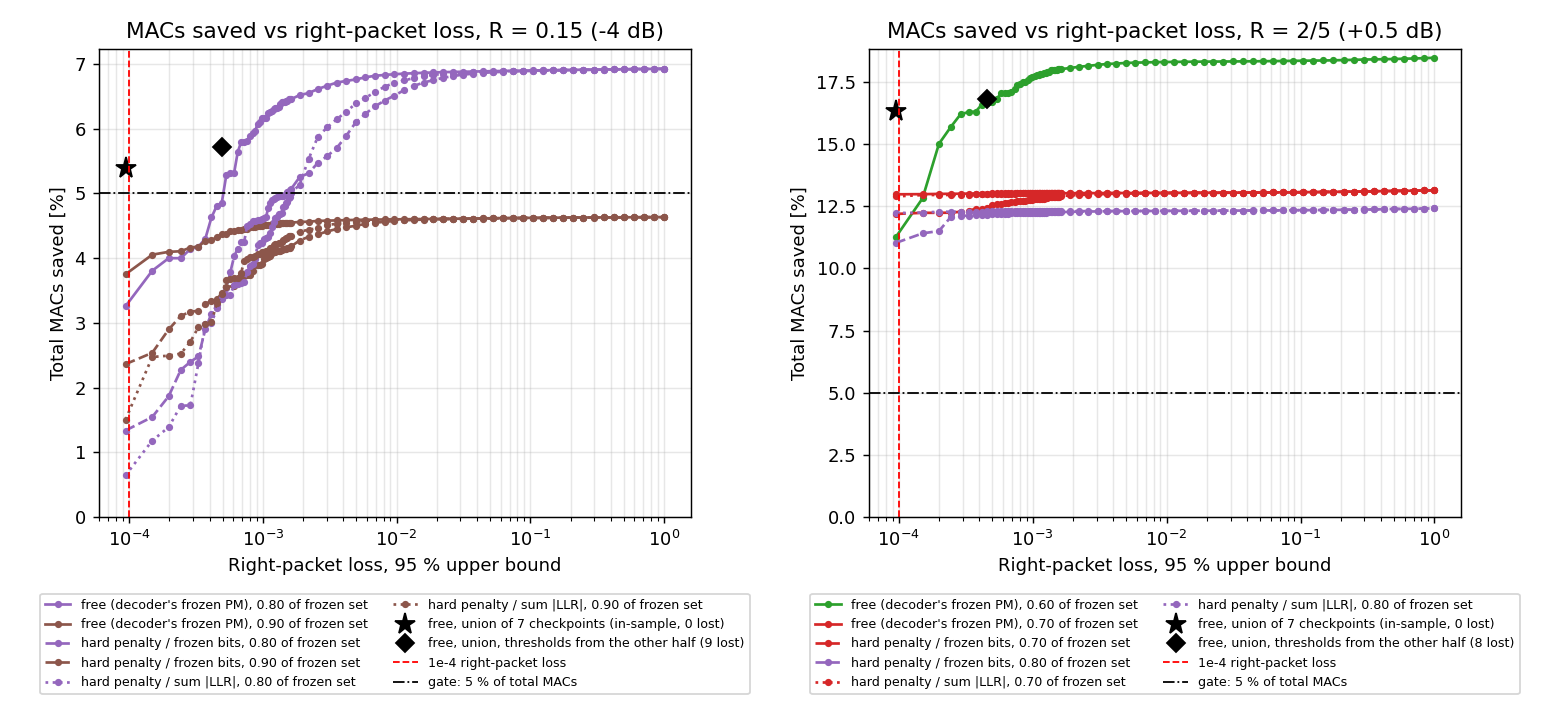 MACs saved vs right-packet loss, R = 0.15 (-4 dB)
Total MACs saved [%]
7
6
5
4
3
2
1
0
10⁻⁴
10⁻³
10⁻²
10⁻¹
10⁰
Right-packet loss, 95 % upper bound
free (decoder's frozen PM), 0.80 of frozen set
free (decoder's frozen PM), 0.90 of frozen set
hard penalty / frozen bits, 0.80 of frozen set
hard penalty / frozen bits, 0.90 of frozen set
hard penalty / sum |LLR|, 0.80 of frozen set
hard penalty / sum |LLR|, 0.90 of frozen set
free, union of 7 checkpoints (in-sample, 0 lost)
free, union, thresholds from the other half (9 lost)
1e-4 right-packet loss
gate: 5 % of total MACs
MACs saved vs right-packet loss, R = 2/5 (+0.5 dB)
Total MACs saved [%]
17.5
15.0
12.5
10.0
7.5
5.0
2.5
0.0
10⁻⁴
10⁻³
10⁻²
10⁻¹
10⁰
Right-packet loss, 95 % upper bound
free (decoder's frozen PM), 0.60 of frozen set
free (decoder's frozen PM), 0.70 of frozen set
hard penalty / frozen bits, 0.70 of frozen set
hard penalty / frozen bits, 0.80 of frozen set
hard penalty / sum |LLR|, 0.70 of frozen set
hard penalty / sum |LLR|, 0.80 of frozen set
free, union of 7 checkpoints (in-sample, 0 lost)
free, union, thresholds from the other half (8 lost)
1e-4 right-packet loss
gate: 5 % of total MACs